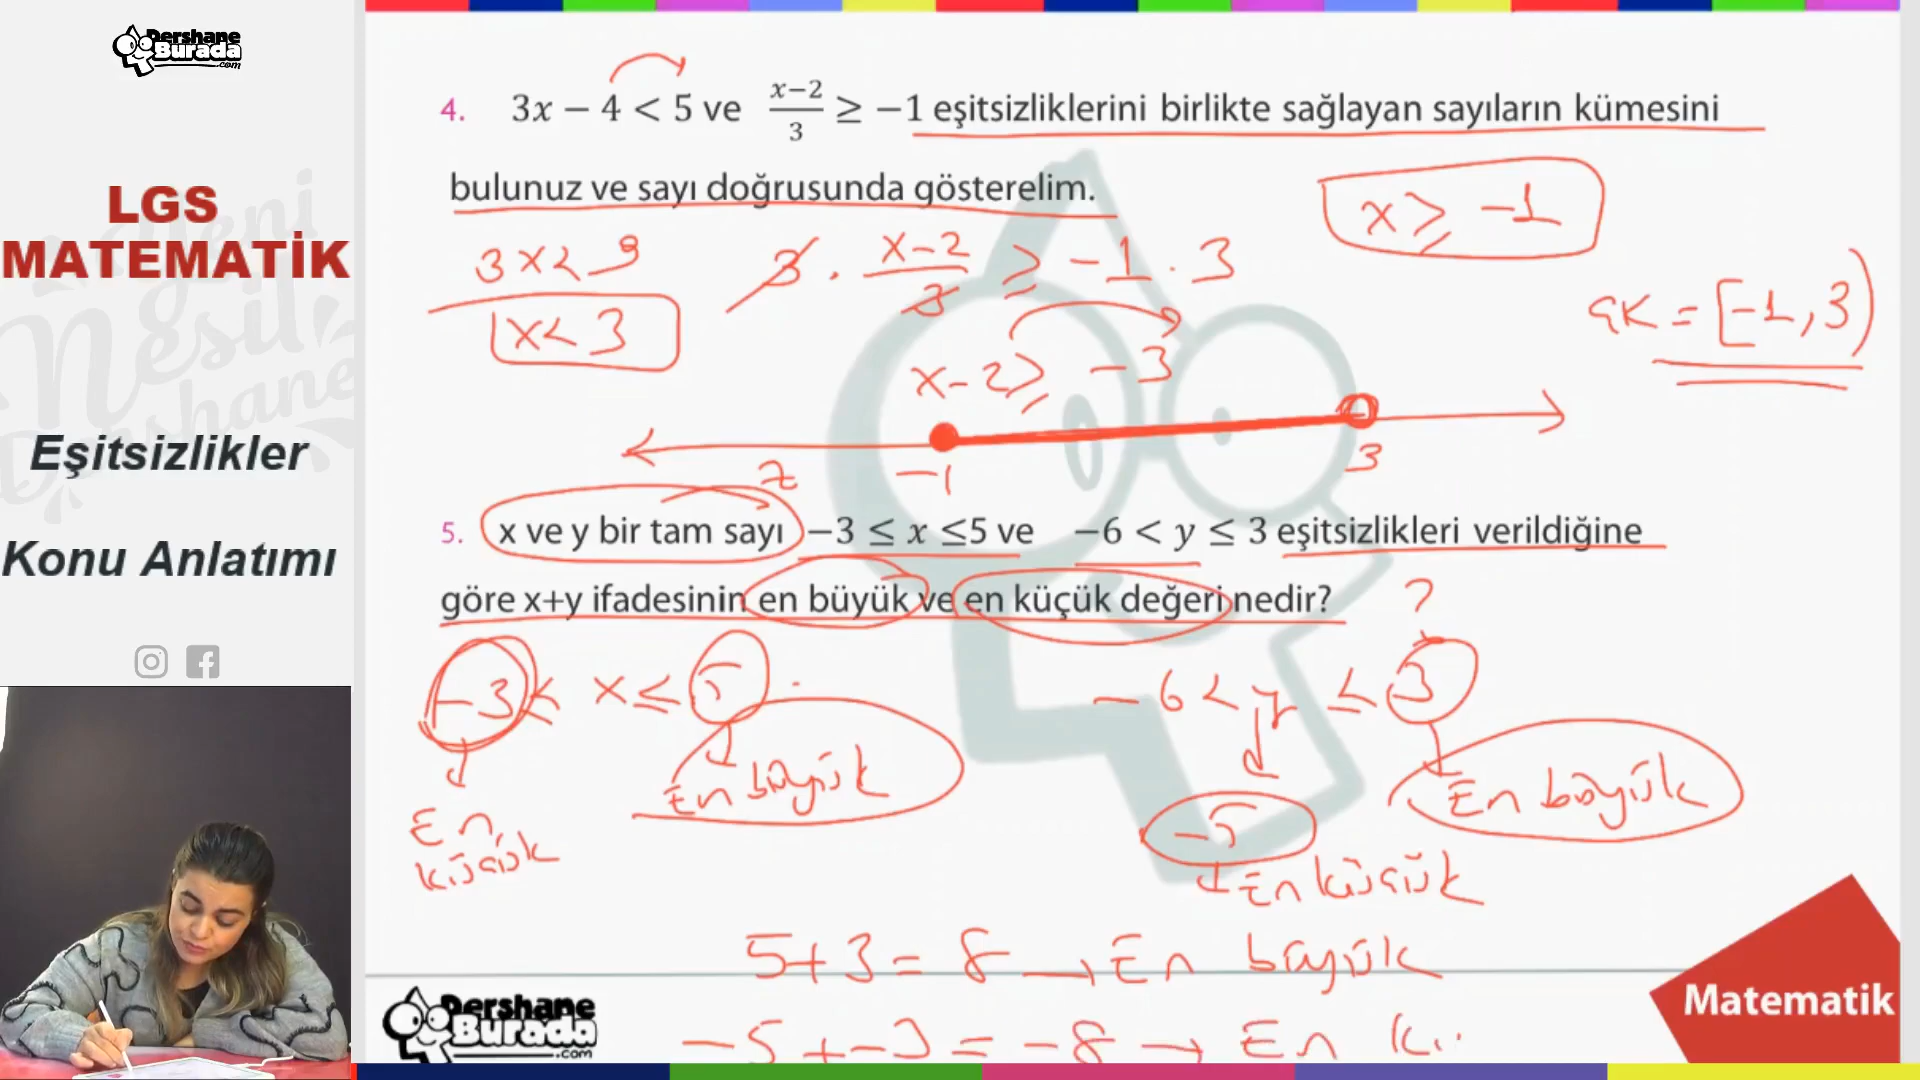 Dershane
Burada
.com
LGS
MATEMATİK
Yeni
Nesil
Dershane
Eşitsizlikler
Konu Anlatımı
4. 3x − 4 < 5 ve (x−2)/3 ≥ −1 eşitsizliklerini birlikte sağlayan sayıların kümesini
bulunuz ve sayı doğrusunda gösterelim.
x ≥ -1
3x < 9
3 · (x-2)/3 ≥ -1 · 3
x < 3
ÇK = [-1, 3)
x-2 ≥ -3
-1 3
Z
5. x ve y bir tam sayı −3 ≤ x ≤5 ve −6 < y ≤ 3 eşitsizlikleri verildiğine
göre x+y ifadesinin en büyük ve en küçük değeri nedir?
?
-3 ≤ x ≤ 5 -6 < y ≤ 3
En büyük En büyük
En küçük
-5
En küçük
5+3 = 8 → En büyük
-5 + -3 = -8 → En
Dershane
Burada
.com
Matematik